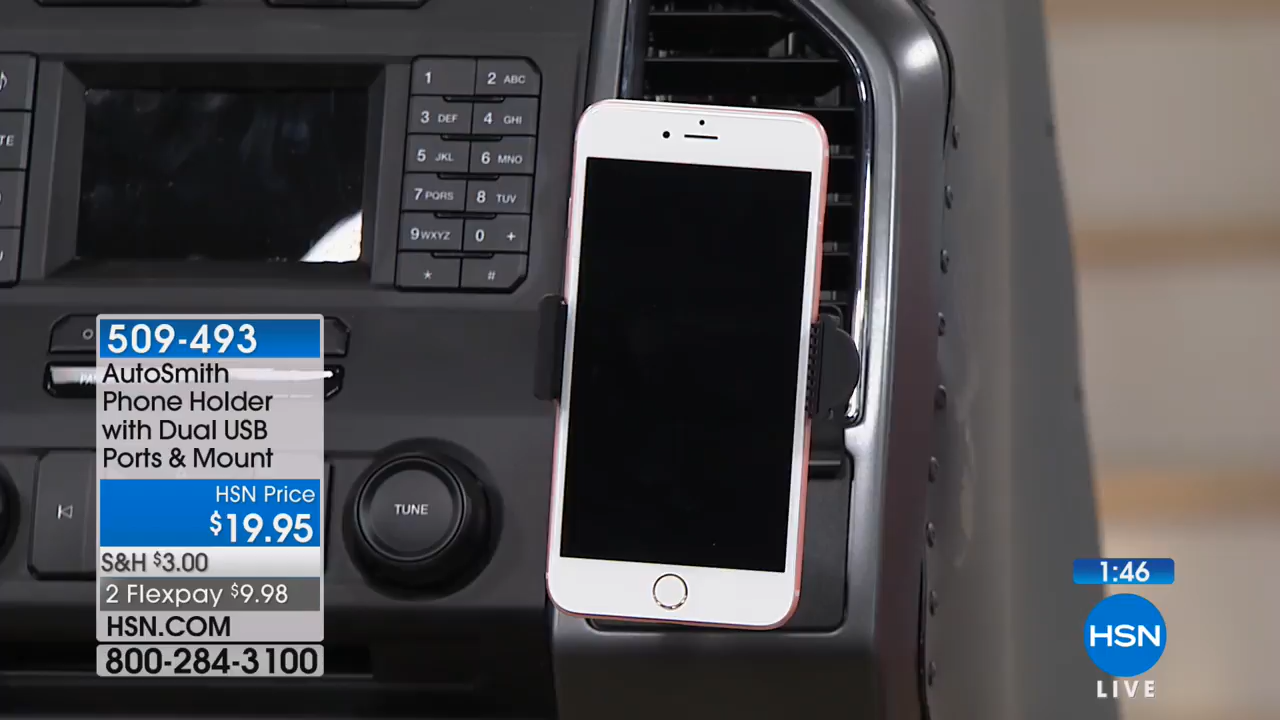 1
2 ABC
3 DEF
4 GHI
5 JKL
6 MNO
7 PQRS
8 TUV
9 WXYZ
0 +
*
#
TUNE
509-493
AutoSmith
Phone Holder
with Dual USB
Ports & Mount
HSN Price
$19.95
S&H $3.00
2 Flexpay $9.98
HSN.COM
800-284-3100
1:46
HSN
LIVE